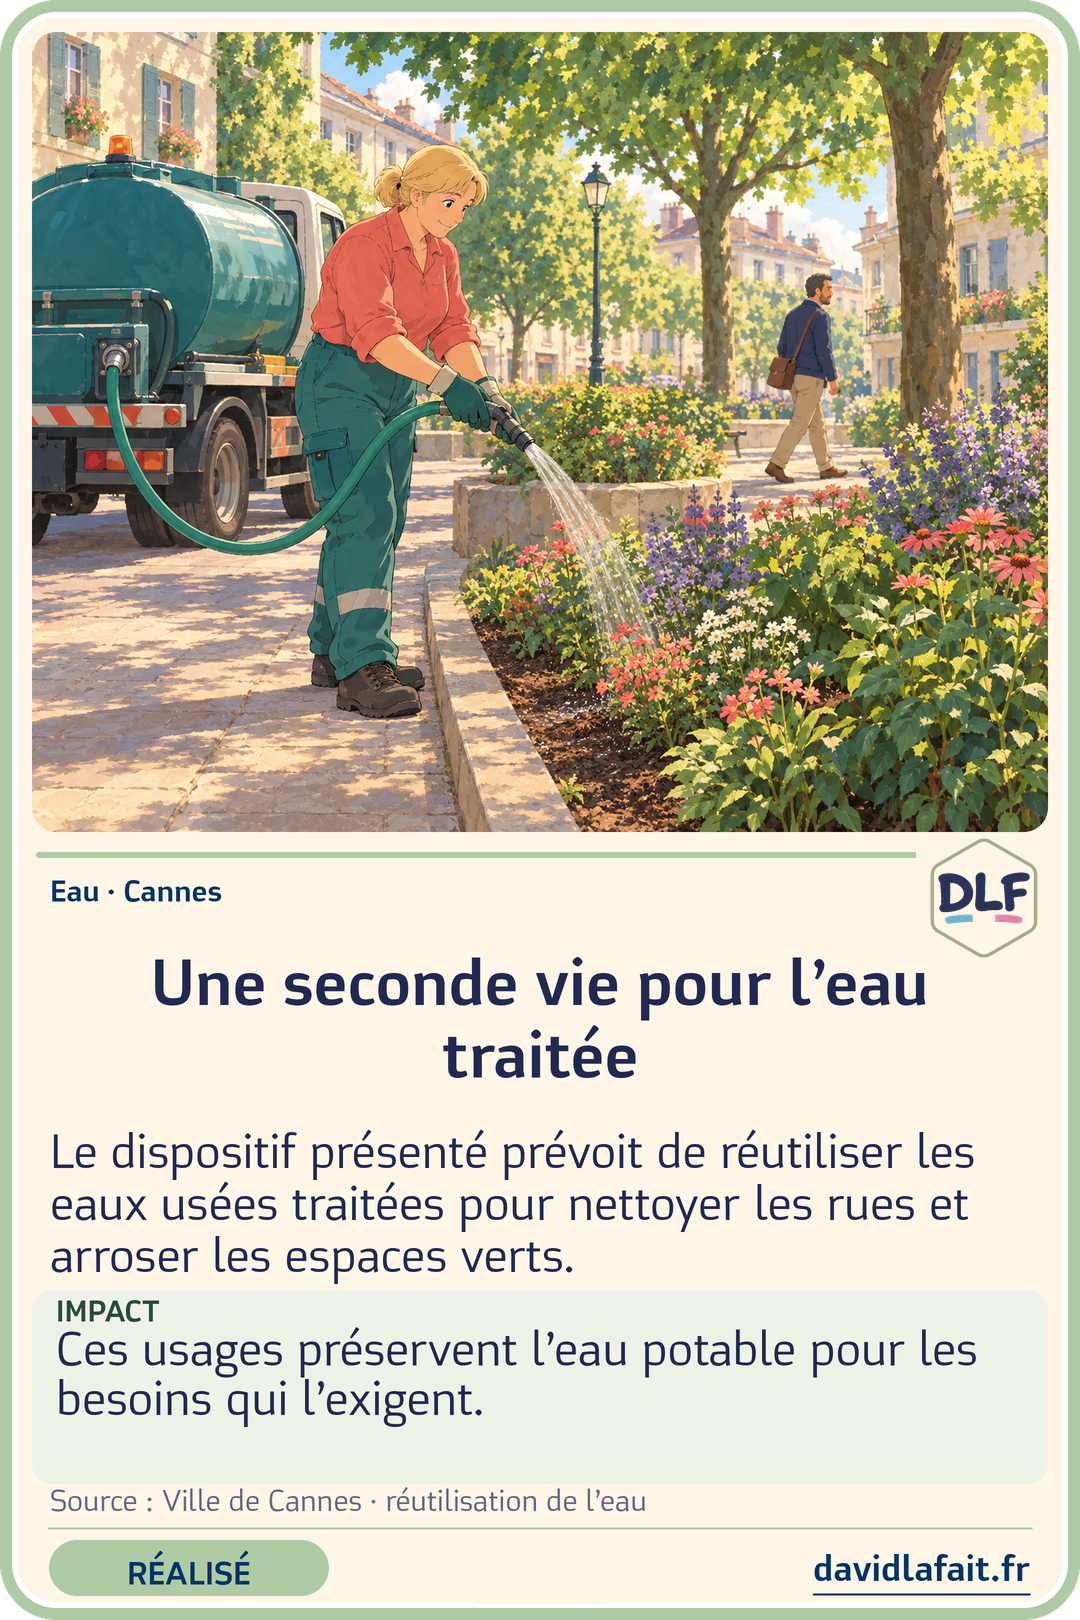 Eau · Cannes
DLF
Une seconde vie pour l’eau
traitée
Le dispositif présenté prévoit de réutiliser les
eaux usées traitées pour nettoyer les rues et
arroser les espaces verts.
IMPACT
Ces usages préservent l’eau potable pour les
besoins qui l’exigent.
Source : Ville de Cannes · réutilisation de l’eau
RÉALISÉ
davidlafait.fr